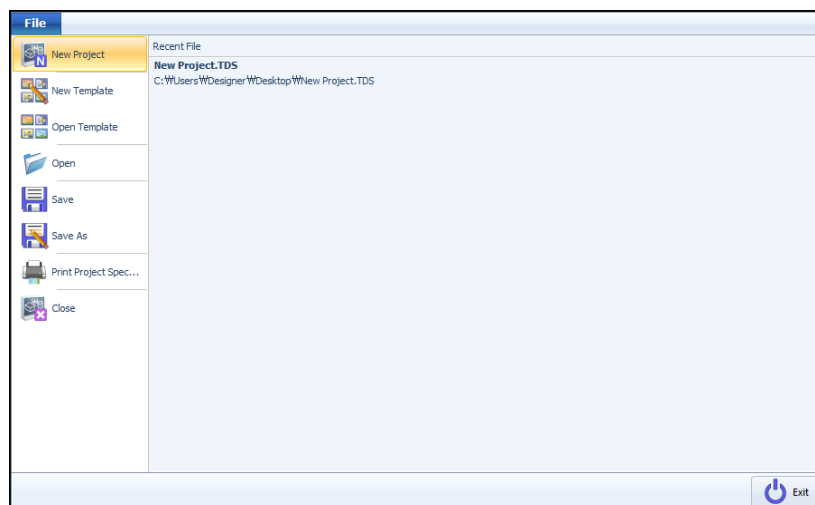 File
New Project
New Template
Open Template
Open
Save
Save As
Print Project Spec...
Close
Recent File
New Project.TDS
C:₩Users₩Designer₩Desktop₩New Project.TDS
Exit